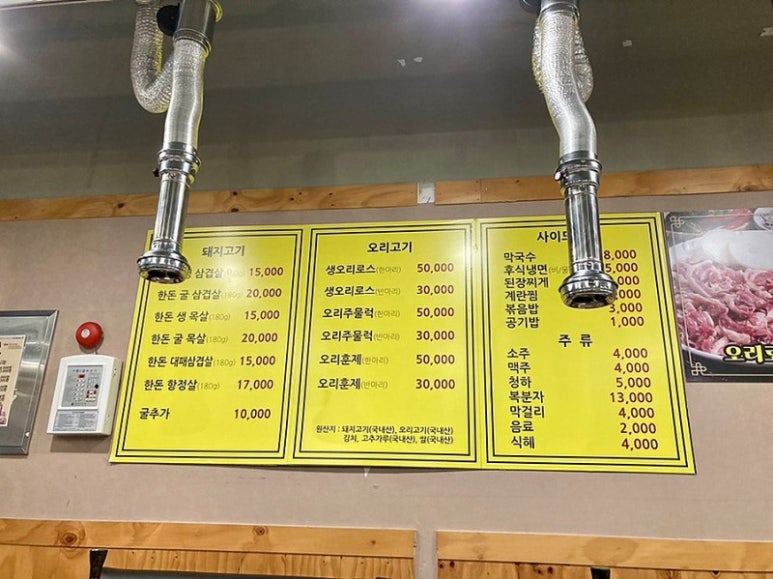 돼지고기
삼겹살(180g) 15,000
한돈 굴 삼겹살(180g) 20,000
한돈 생 목살(180g) 15,000
한돈 굴 목살(180g) 20,000
한돈 대패삼겹살(180g) 15,000
한돈 항정살(180g) 17,000
굴추가 10,000
오리고기
생오리로스(한마리) 50,000
생오리로스(반마리) 30,000
오리주물럭(한마리) 50,000
오리주물럭(반마리) 30,000
오리훈제(한마리) 50,000
오리훈제(반마리) 30,000
원산지 : 돼지고기(국내산), 오리고기(국내산)
김치, 고추가루(국내산), 쌀(국내산)
사이드
막국수 8,000
후식냉면 5,000
된장찌개
계란찜
볶음밥 3,000
공기밥 1,000
주 류
소주 4,000
맥주 4,000
청하 5,000
복분자 13,000
막걸리 4,000
음료 2,000
식혜 4,000